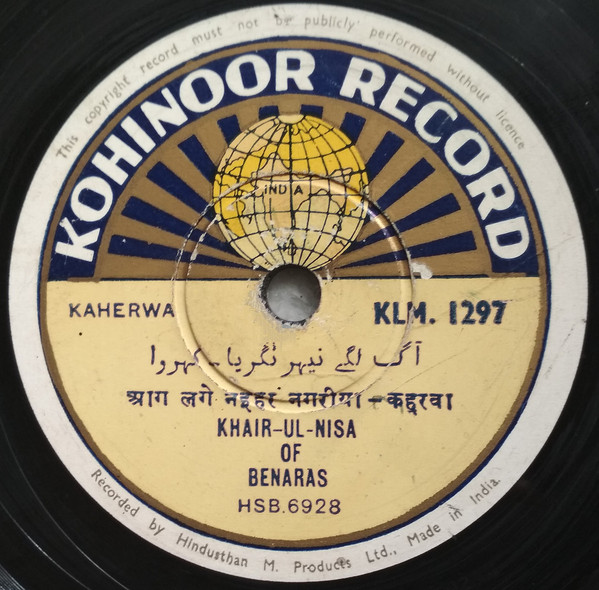 This copyright record must not be publicly performed without licence
KOHINOOR RECORD
INDIA
KAHERWA
KLM. 1297
آگ لگے نیہر نگریا - کہروا
आग लगे नइहर नगरीया - कहरवा
KHAIR-UL-NISA
OF
BENARAS
HSB.6928
Recorded by Hindusthan M. Products Ltd., Made in India.